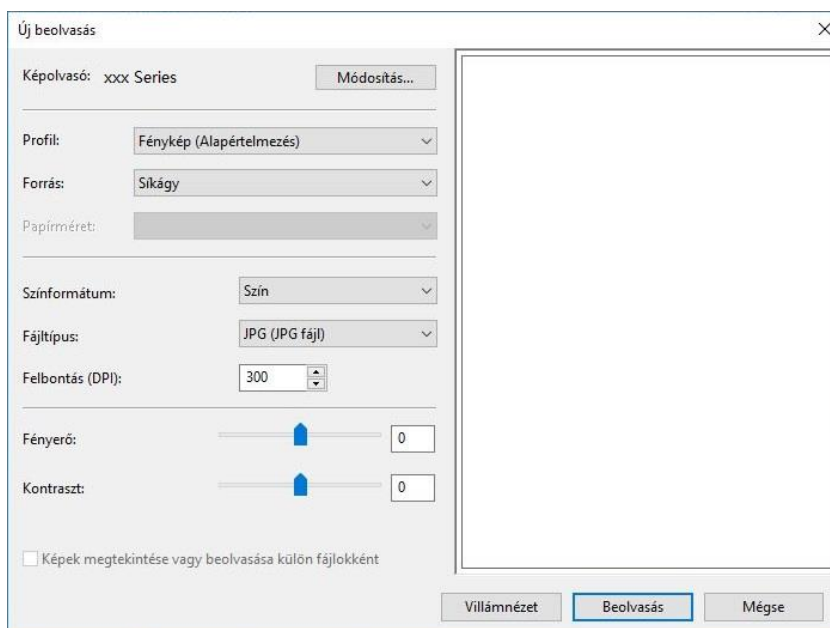 Új beolvasás
Képolvasó: xxx Series Módosítás...
Profil: Fénykép (Alapértelmezés)
Forrás: Síkágy
Papírméret:
Színformátum: Szín
Fájltípus: JPG (JPG fájl)
Felbontás (DPI): 300
Fényerő: 0
Kontraszt: 0
Képek megtekintése vagy beolvasása külön fájlokként
Villámnézet Beolvasás Mégse